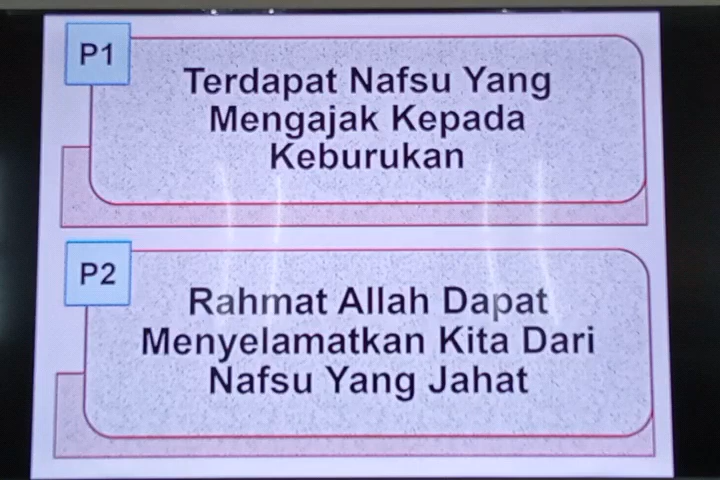 P1
Terdapat Nafsu Yang
Mengajak Kepada
Keburukan
P2
Rahmat Allah Dapat
Menyelamatkan Kita Dari
Nafsu Yang Jahat